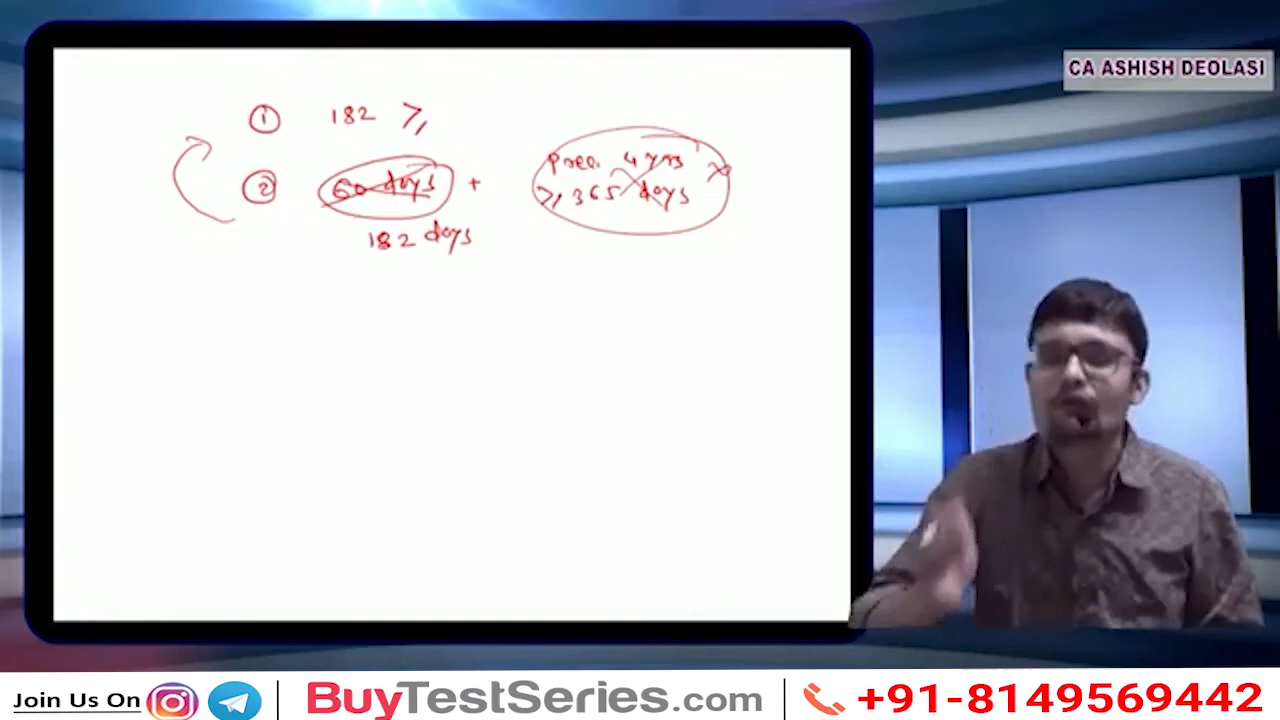 CA ASHISH DEOLASI
① 182 ⩾
② 60 days + prec. 4 yrs
⩾ 365 days
182 days
Join Us On BuyTestSeries.com +91-8149569442